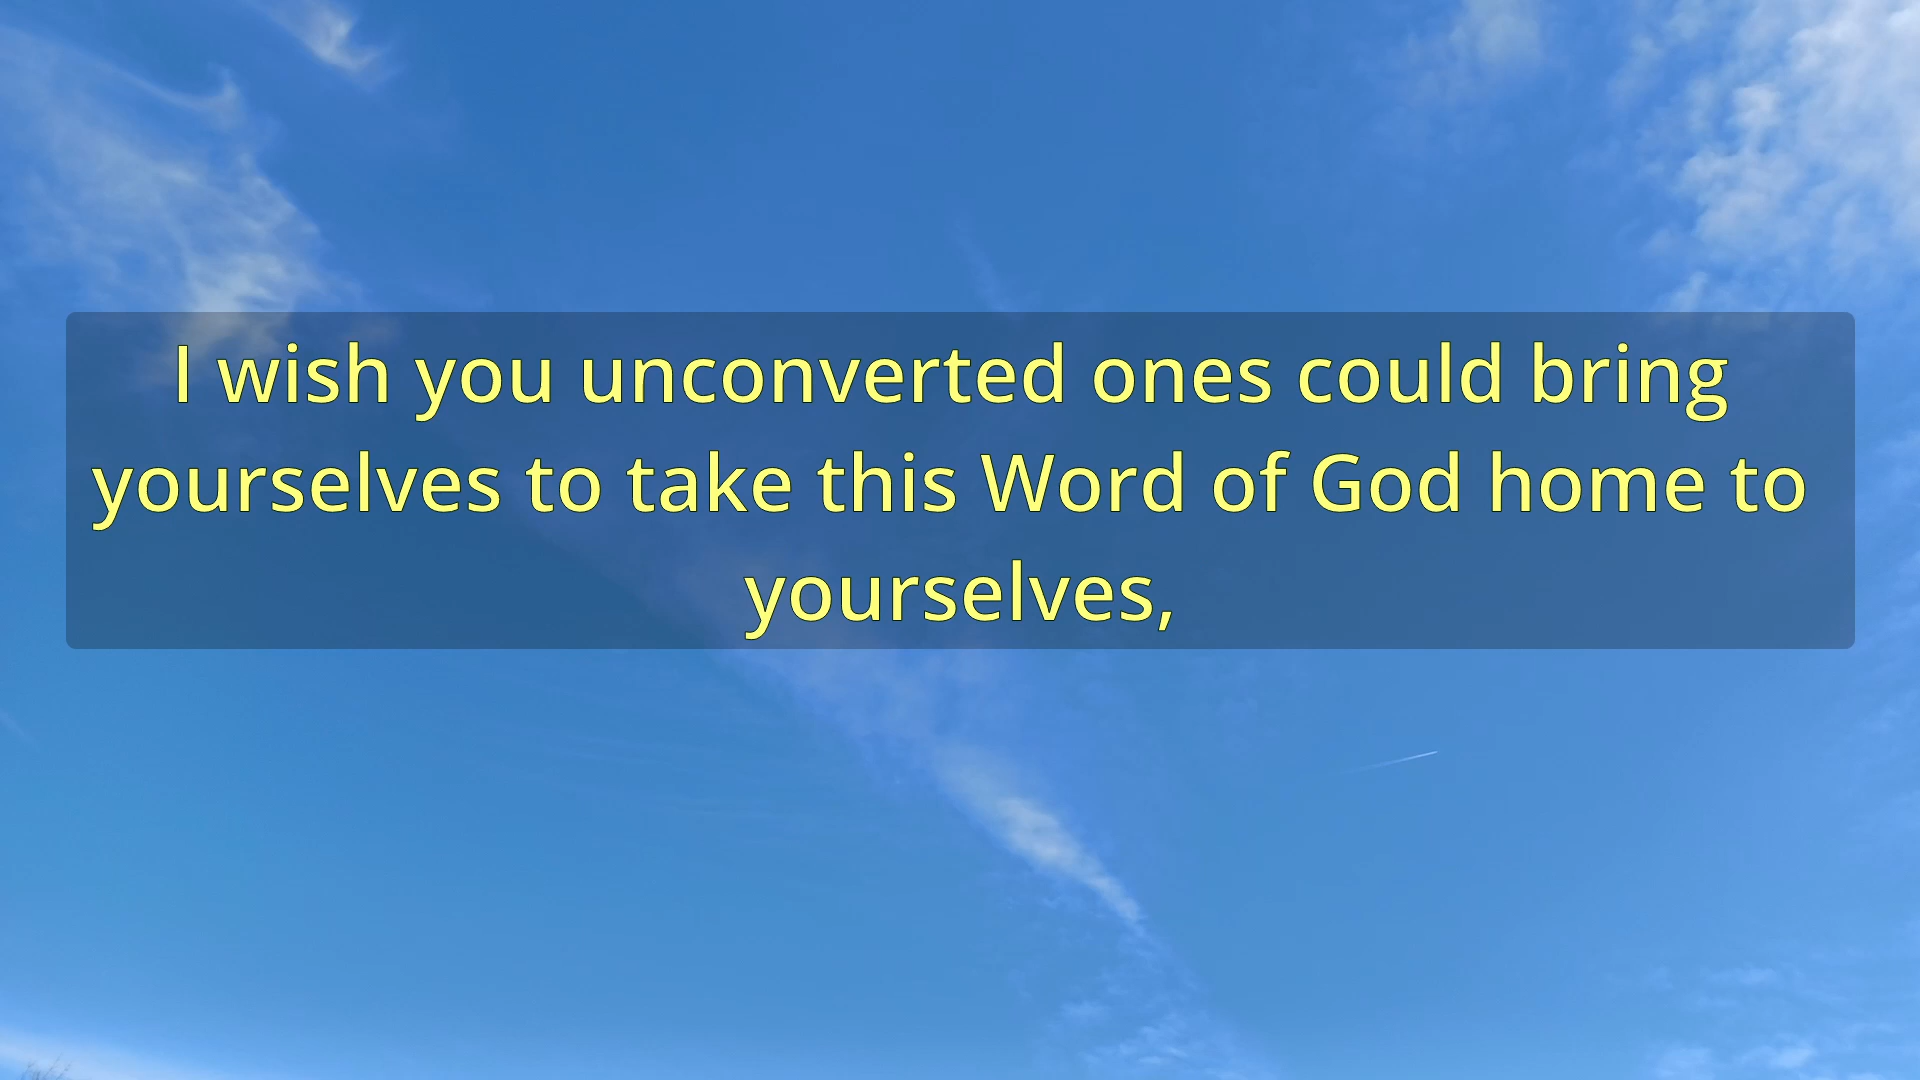 I wish you unconverted ones could bring
yourselves to take this Word of God home to
yourselves,